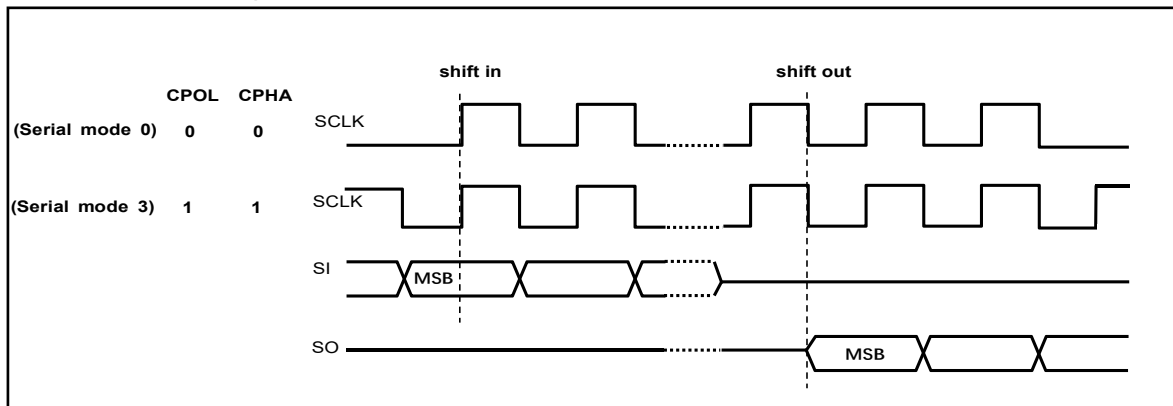 shift in shift out
CPOL CPHA
(Serial mode 0) 0 0 SCLK
(Serial mode 3) 1 1 SCLK
SI MSB
SO MSB